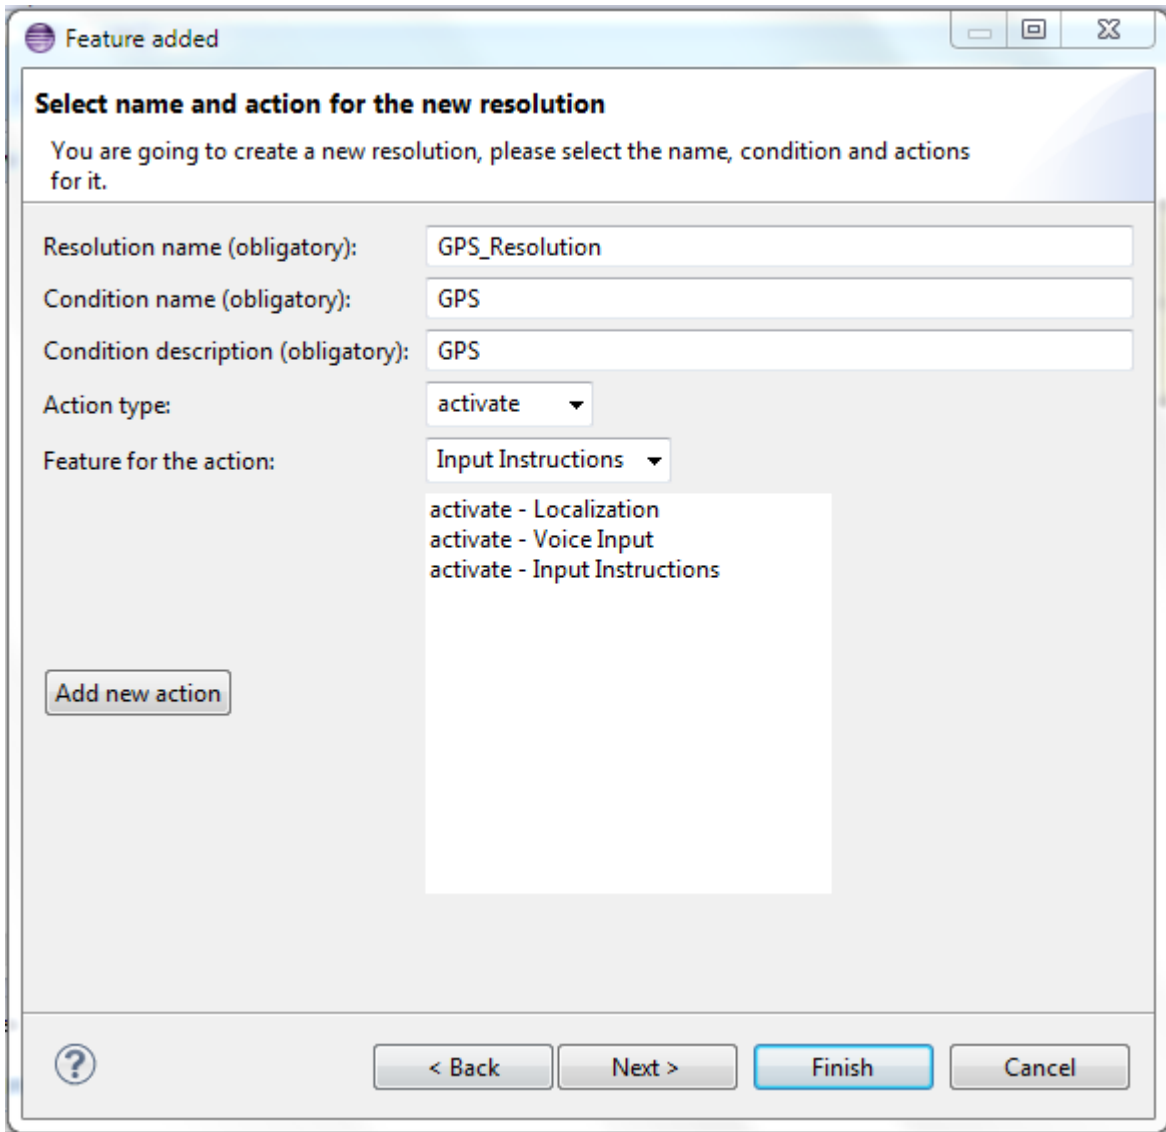 Feature added
Select name and action for the new resolution
You are going to create a new resolution, please select the name, condition and actions
for it.
Resolution name (obligatory): GPS_Resolution
Condition name (obligatory): GPS
Condition description (obligatory): GPS
Action type: activate
Feature for the action: Input Instructions
activate - Localization
activate - Voice Input
activate - Input Instructions
Add new action
? < Back Next > Finish Cancel